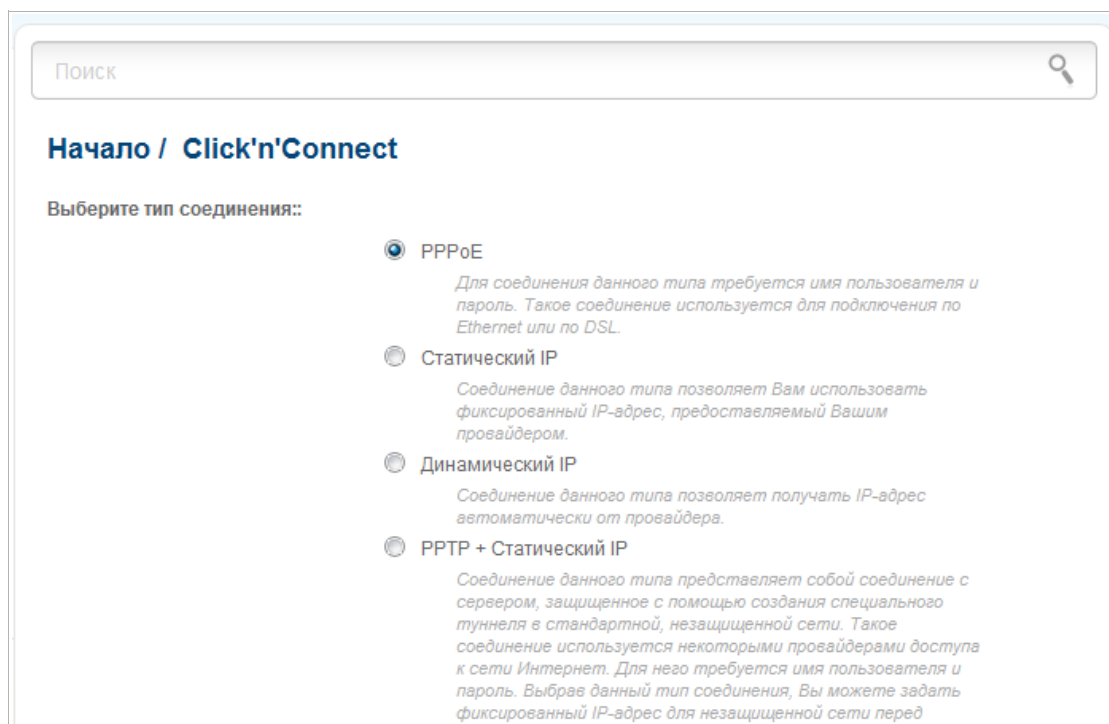 Поиск
Начало / Click'n'Connect
Выберите тип соединения::
PPPoE
Для соединения данного типа требуется имя пользователя и
пароль. Такое соединение используется для подключения по
Ethernet или по DSL.
Статический IP
Соединение данного типа позволяет Вам использовать
фиксированный IP-адрес, предоставляемый Вашим
провайдером.
Динамический IP
Соединение данного типа позволяет получать IP-адрес
автоматически от провайдера.
PPTP + Статический IP
Соединение данного типа представляет собой соединение с
сервером, защищенное с помощью создания специального
туннеля в стандартной, незащищенной сети. Такое
соединение используется некоторыми провайдерами доступа
к сети Интернет. Для него требуется имя пользователя и
пароль. Выбрав данный тип соединения, Вы можете задать
фиксированный IP-адрес для незащищенной сети перед